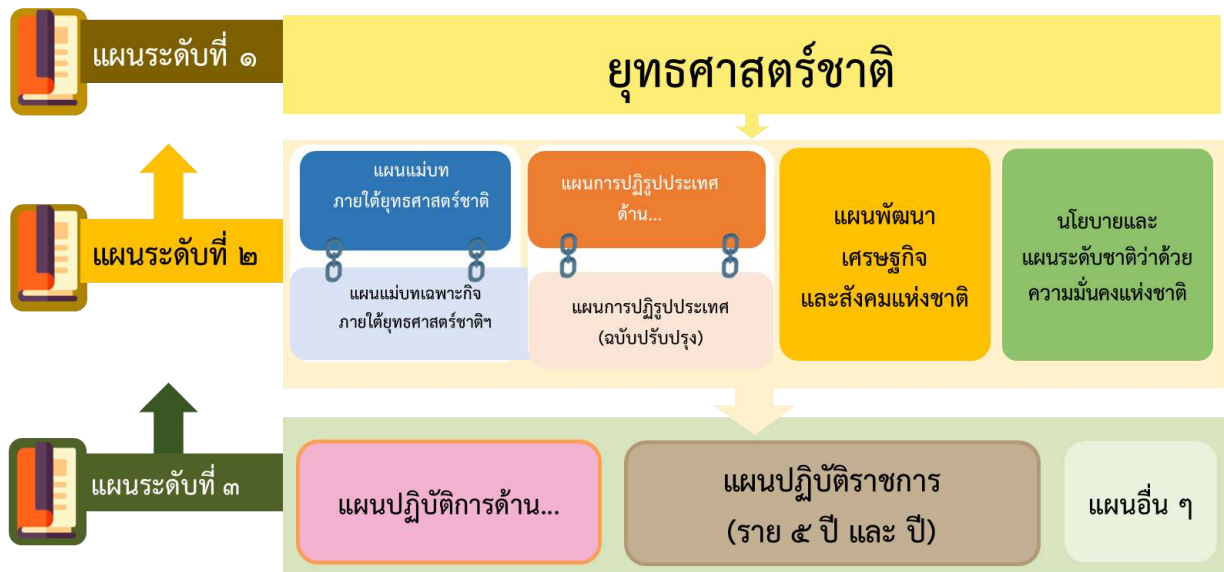 แผนระดับที่ ๑
ยุทธศาสตร์ชาติ
แผนระดับที่ ๒
แผนแม่บท
ภายใต้ยุทธศาสตร์ชาติ
แผนแม่บทเฉพาะกิจ
ภายใต้ยุทธศาสตร์ชาติฯ
แผนการปฏิรูปประเทศ
ด้าน...
แผนการปฏิรูปประเทศ
(ฉบับปรับปรุง)
แผนพัฒนา
เศรษฐกิจ
และสังคมแห่งชาติ
นโยบายและ
แผนระดับชาติว่าด้วย
ความมั่นคงแห่งชาติ
แผนระดับที่ ๓
แผนปฏิบัติการด้าน...
แผนปฏิบัติราชการ
(ราย ๕ ปี และ ปี)
แผนอื่น ๆ